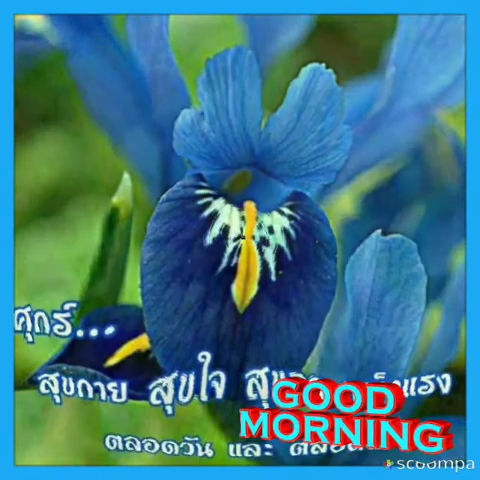 ศุกร์...
สุขกาย สุขใจ
GOOD
MORNING
ตลอดวัน และ
scoompa